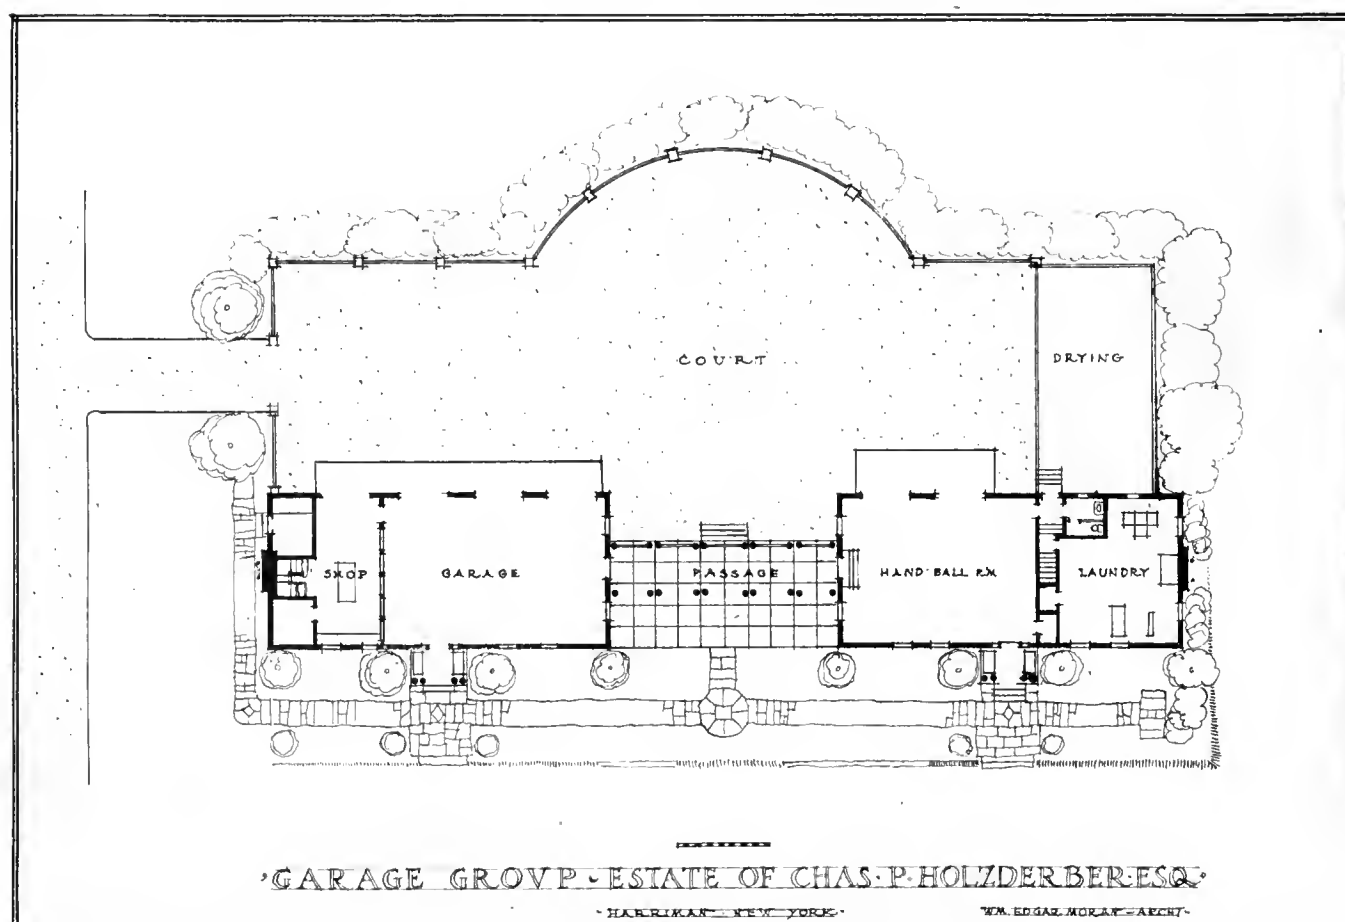 COURT
DRYING
SHOP
GARAGE
PASSAGE
HAND BALL RM
LAUNDRY
GARAGE GROVP - ESTATE OF CHAS · P · HOLZDERBER · ESQ ·
- HARRIMAN - NEW YORK -
WM. EDGAR MORAN - ARCHT -